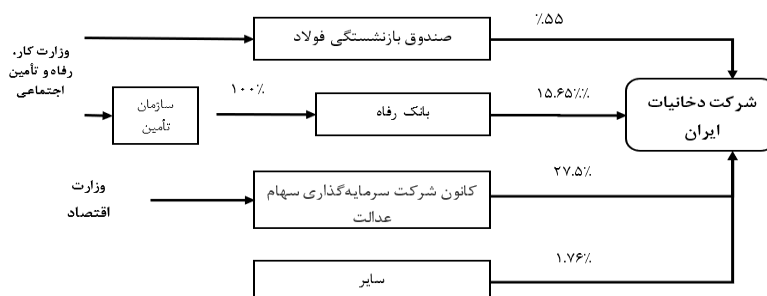 ٪۵۵
صندوق بازنشستگی فولاد
وزارت کار،
رفاه و تأمین
اجتماعی
شرکت دخانیات
ایران
۱۵.۶۵٪٪
بانک رفاه
۱۰۰٪
سازمان
تأمین
۲۷.۵٪
کانون شرکت سرمایه‌گذاری سهام
عدالت
وزارت
اقتصاد
۱.۷۶٪
سایر